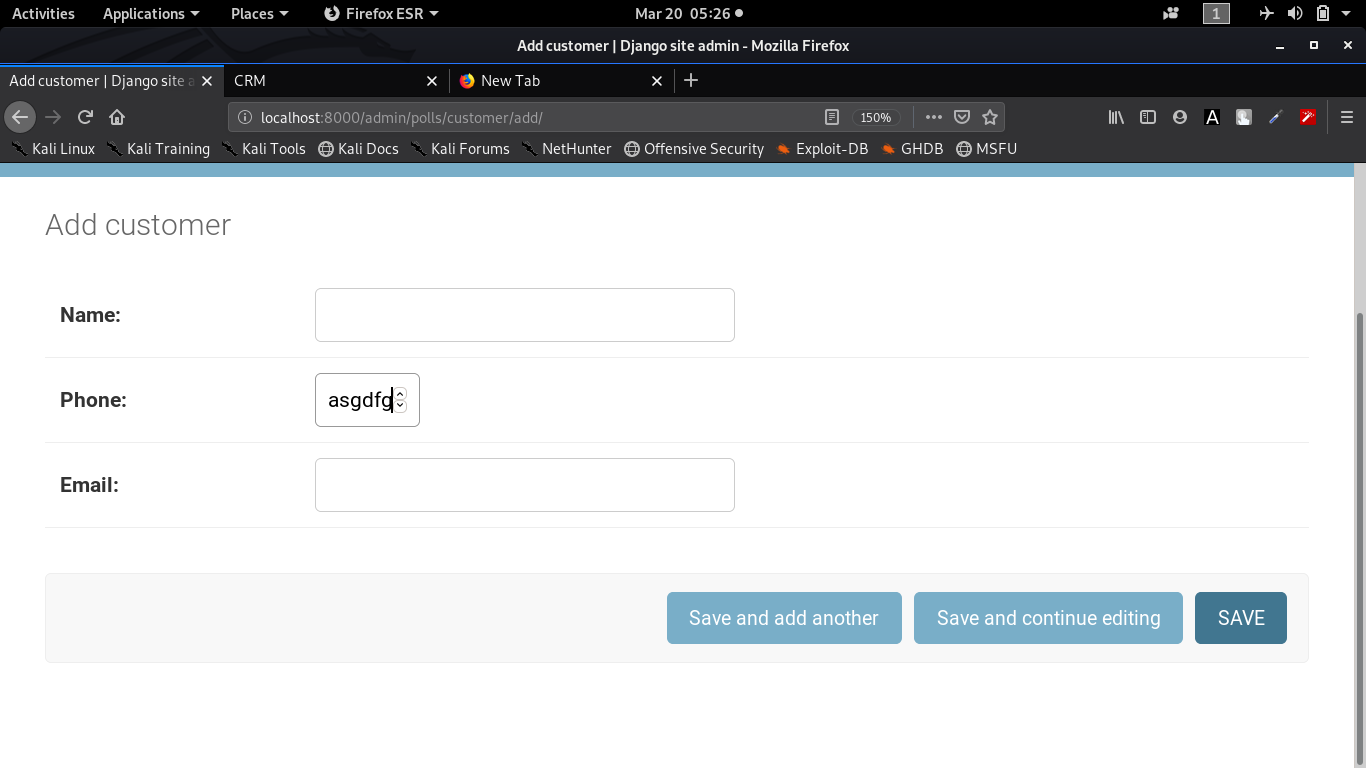 Activities Applications Places Firefox ESR Mar 20 05:26 1
Add customer | Django site admin - Mozilla Firefox
Add customer | Django site a CRM New Tab
localhost:8000/admin/polls/customer/add/ 150%
Kali Linux Kali Training Kali Tools Kali Docs Kali Forums NetHunter Offensive Security Exploit-DB GHDB MSFU
Add customer
Name:
Phone: asgdfg
Email:
Save and add another Save and continue editing SAVE